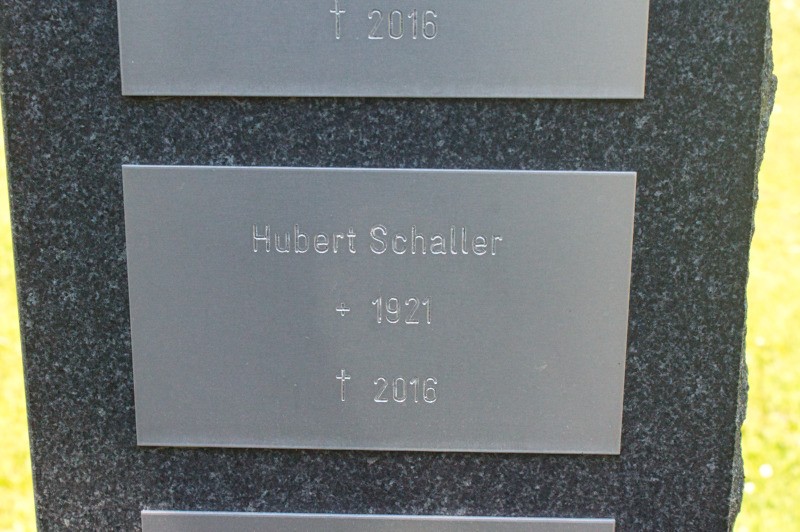 † 2016
Hubert Schaller
+ 1921
† 2016